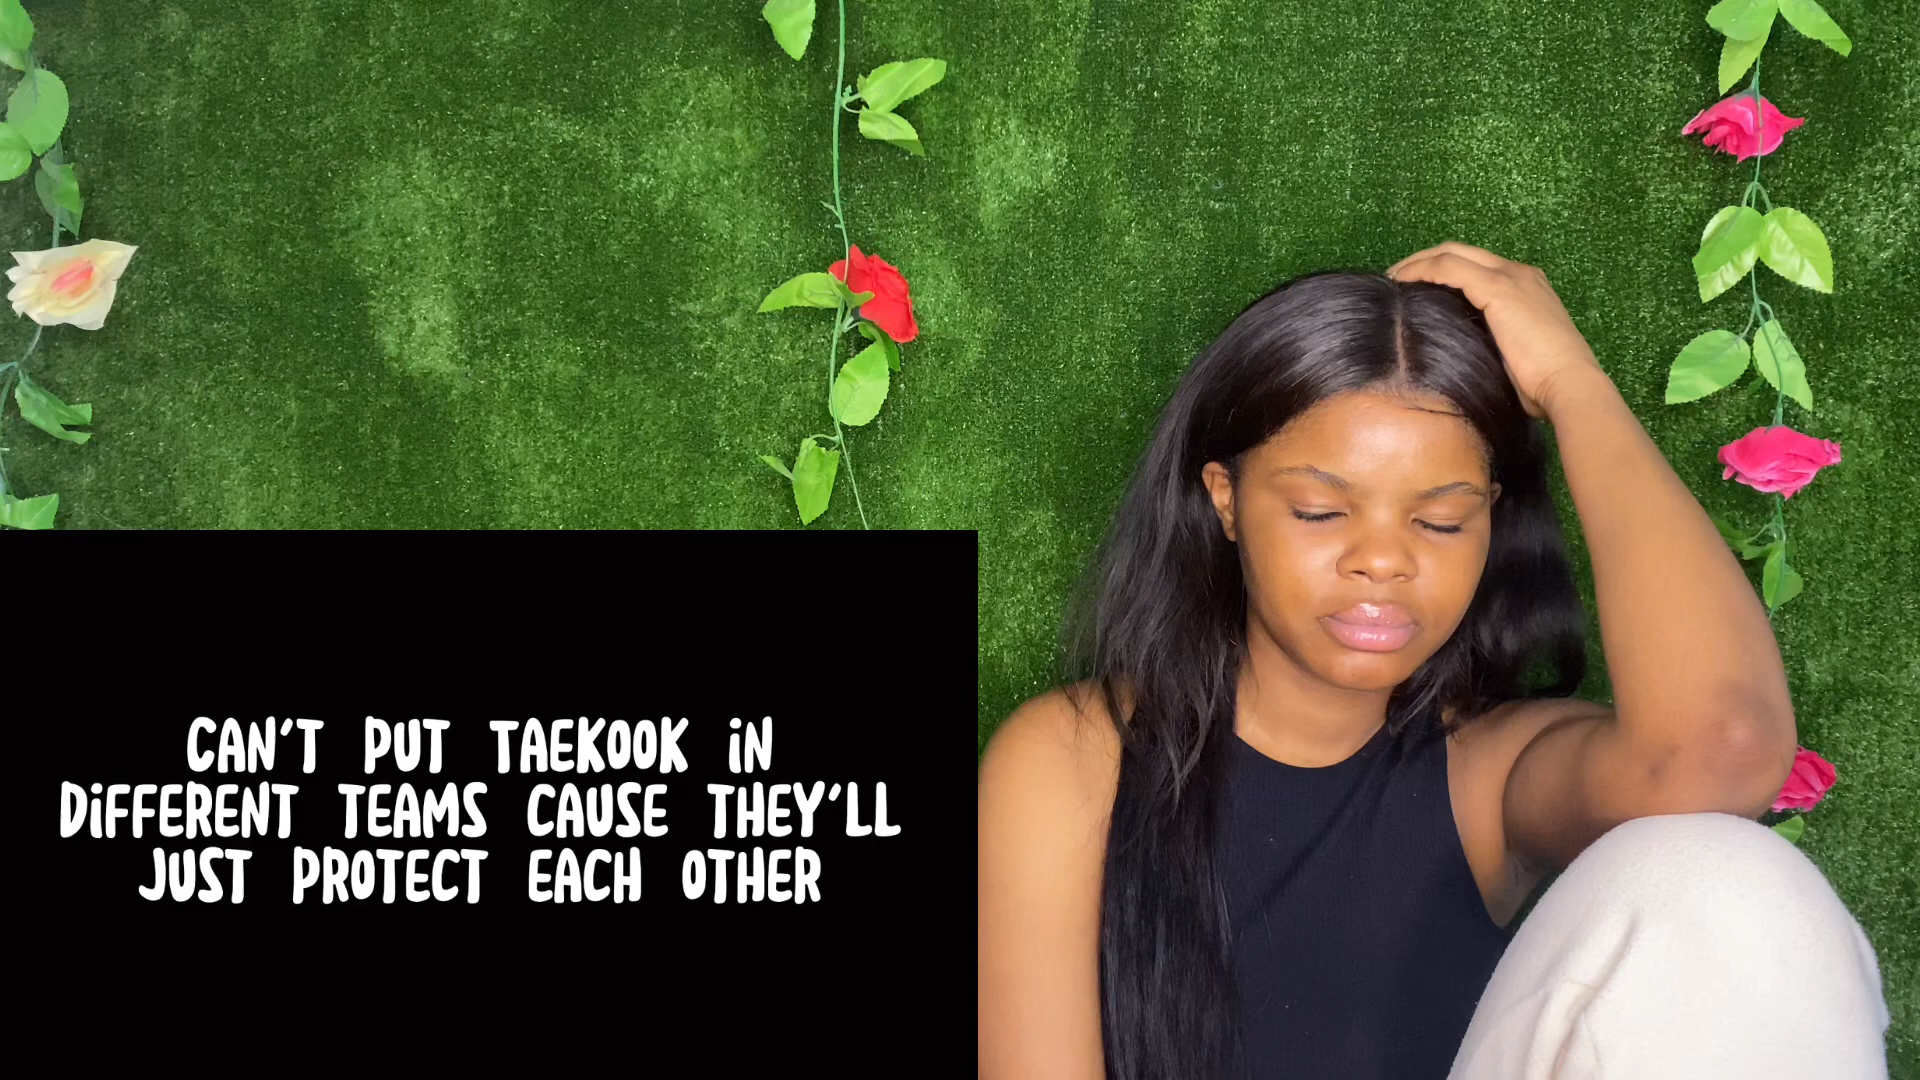 CAN'T PUT TAEKOOK iN
DiFFERENT TEAMS CAUSE THEY'LL
JUST PROTECT EACH OTHER